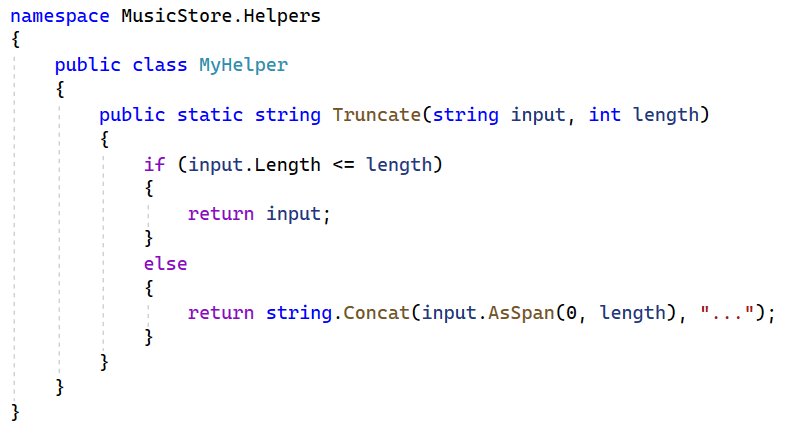 namespace MusicStore.Helpers
{
    public class MyHelper
    {
        public static string Truncate(string input, int length)
        {
            if (input.Length <= length)
            {
                return input;
            }
            else
            {
                return string.Concat(input.AsSpan(0, length), "...");
            }
        }
    }
}